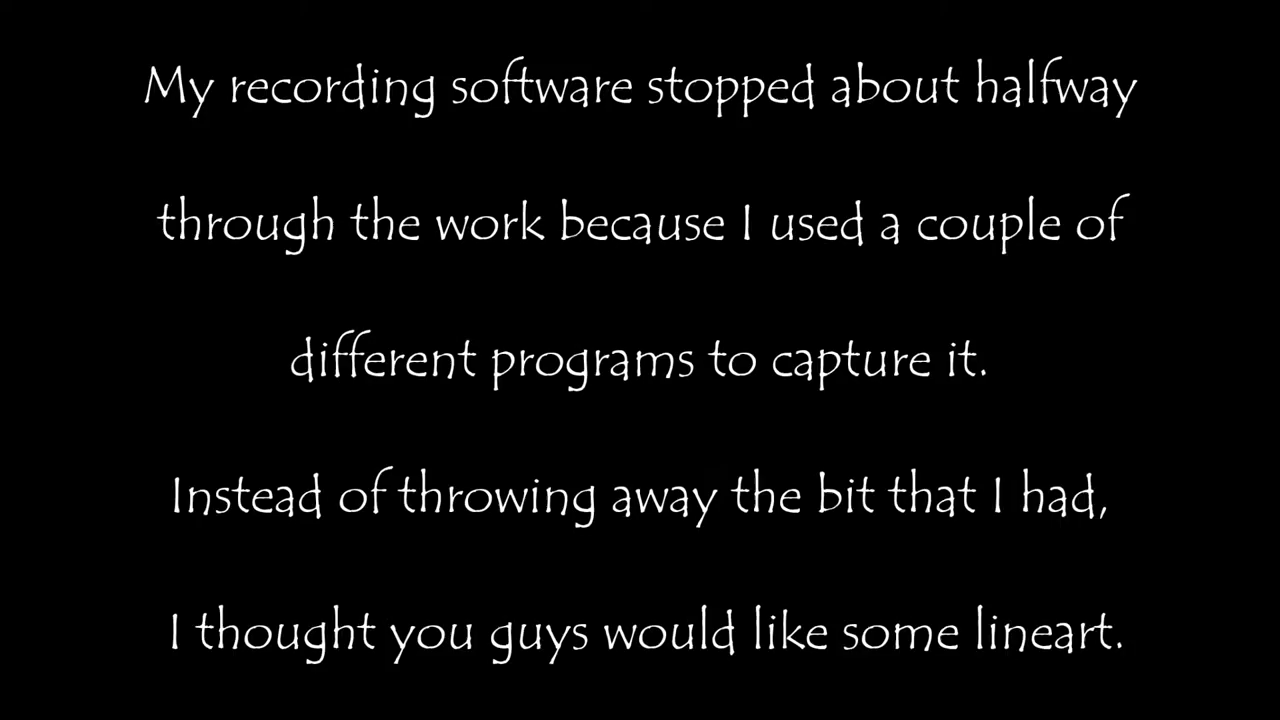 My recording software stopped about halfway
through the work because I used a couple of
different programs to capture it.
Instead of throwing away the bit that I had,
I thought you guys would like some lineart.